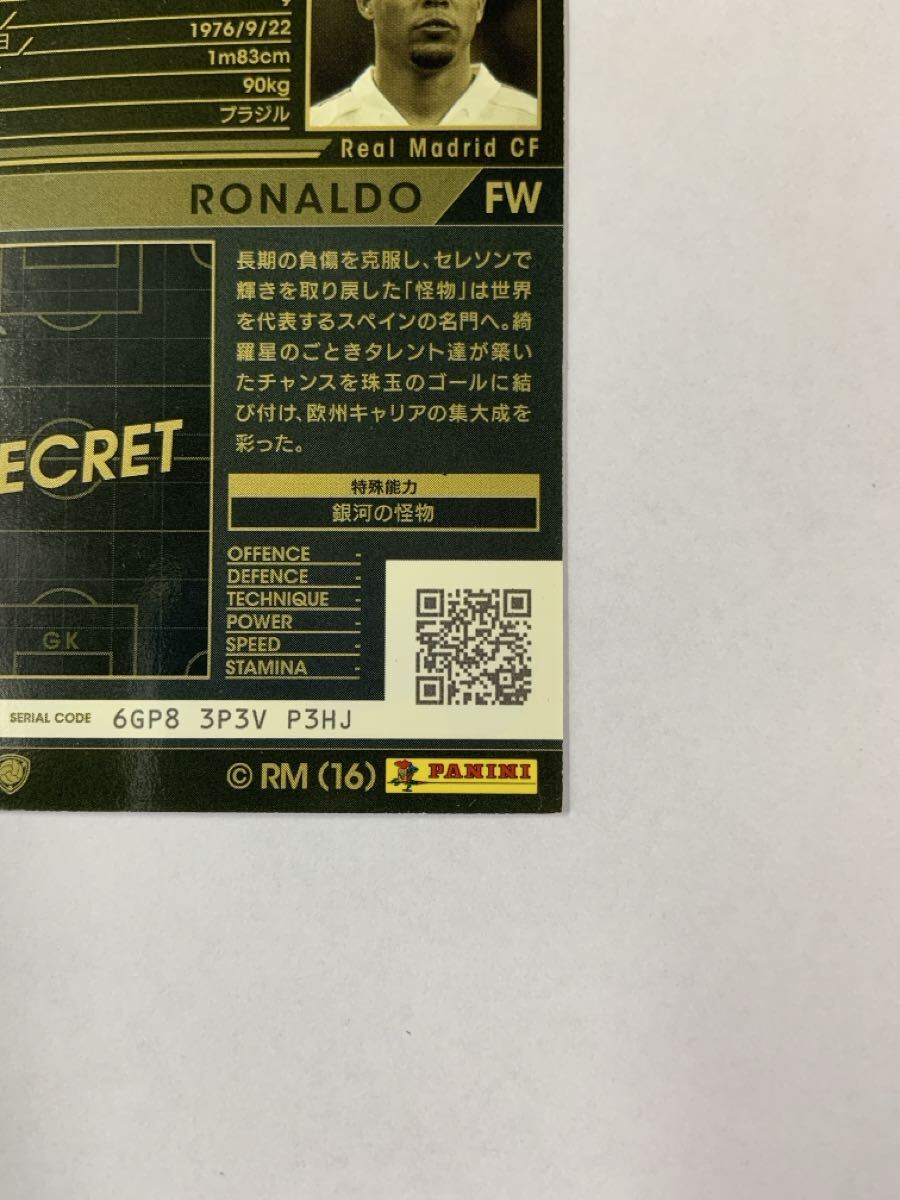 9
日
1976/9/22
1m83cm
90kg
ブラジル
Real Madrid CF
RONALDO
FW
長期の負傷を克服し、セレソンで
輝きを取り戻した「怪物」は世界
を代表するスペインの名門へ。綺
羅星のごときタレント達が築い
たチャンスを珠玉のゴールに結
び付け、欧州キャリアの集大成を
彩った。
ECRET
GK
特殊能力
銀河の怪物
OFFENCE -
DEFENCE -
TECHNIQUE -
POWER -
SPEED -
STAMINA -
SERIAL CODE 6GP8 3P3V P3HJ
© RM (16) PANINI